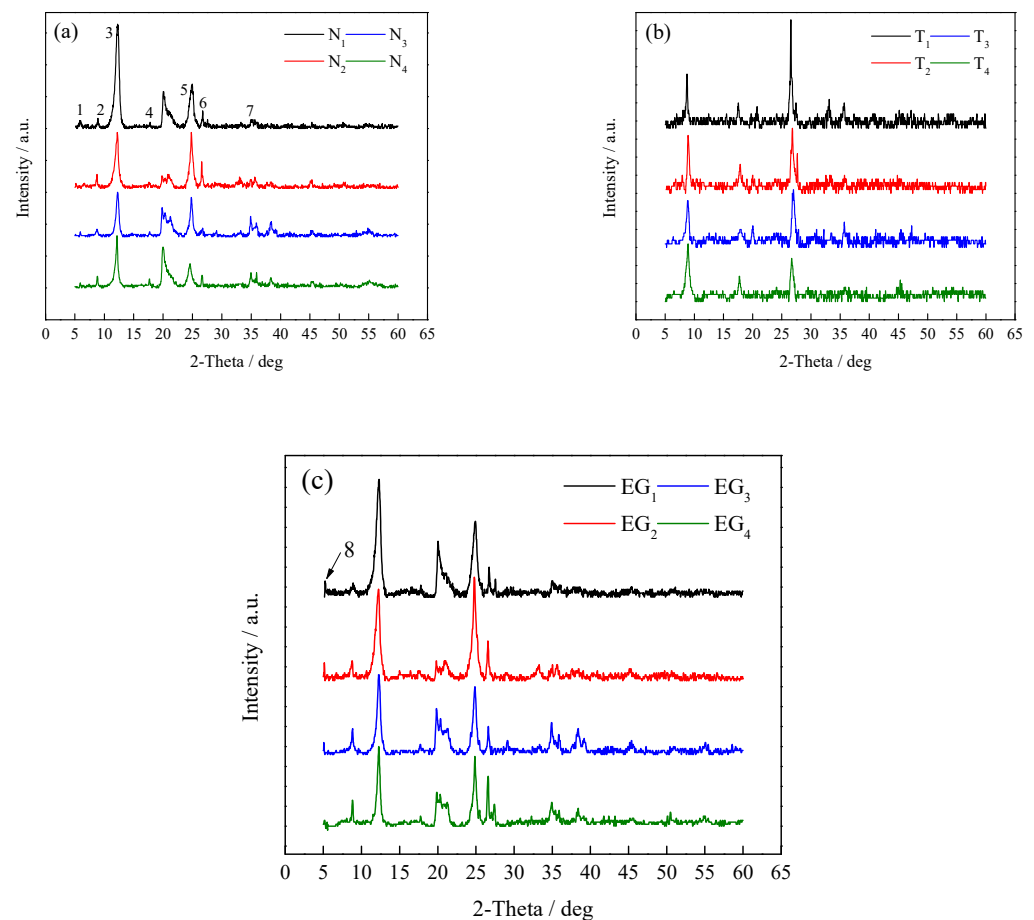 (a)
N₁ N₃
N₂ N₄
1 2 3 4 5 6 7
Intensity / a.u.
0 5 10 15 20 25 30 35 40 45 50 55 60 65
2-Theta / deg
(b)
T₁ T₃
T₂ T₄
Intensity / a.u.
0 5 10 15 20 25 30 35 40 45 50 55 60 65
2-Theta / deg
(c)
EG₁ EG₃
EG₂ EG₄
8
Intensity / a.u.
0 5 10 15 20 25 30 35 40 45 50 55 60 65
2-Theta / deg